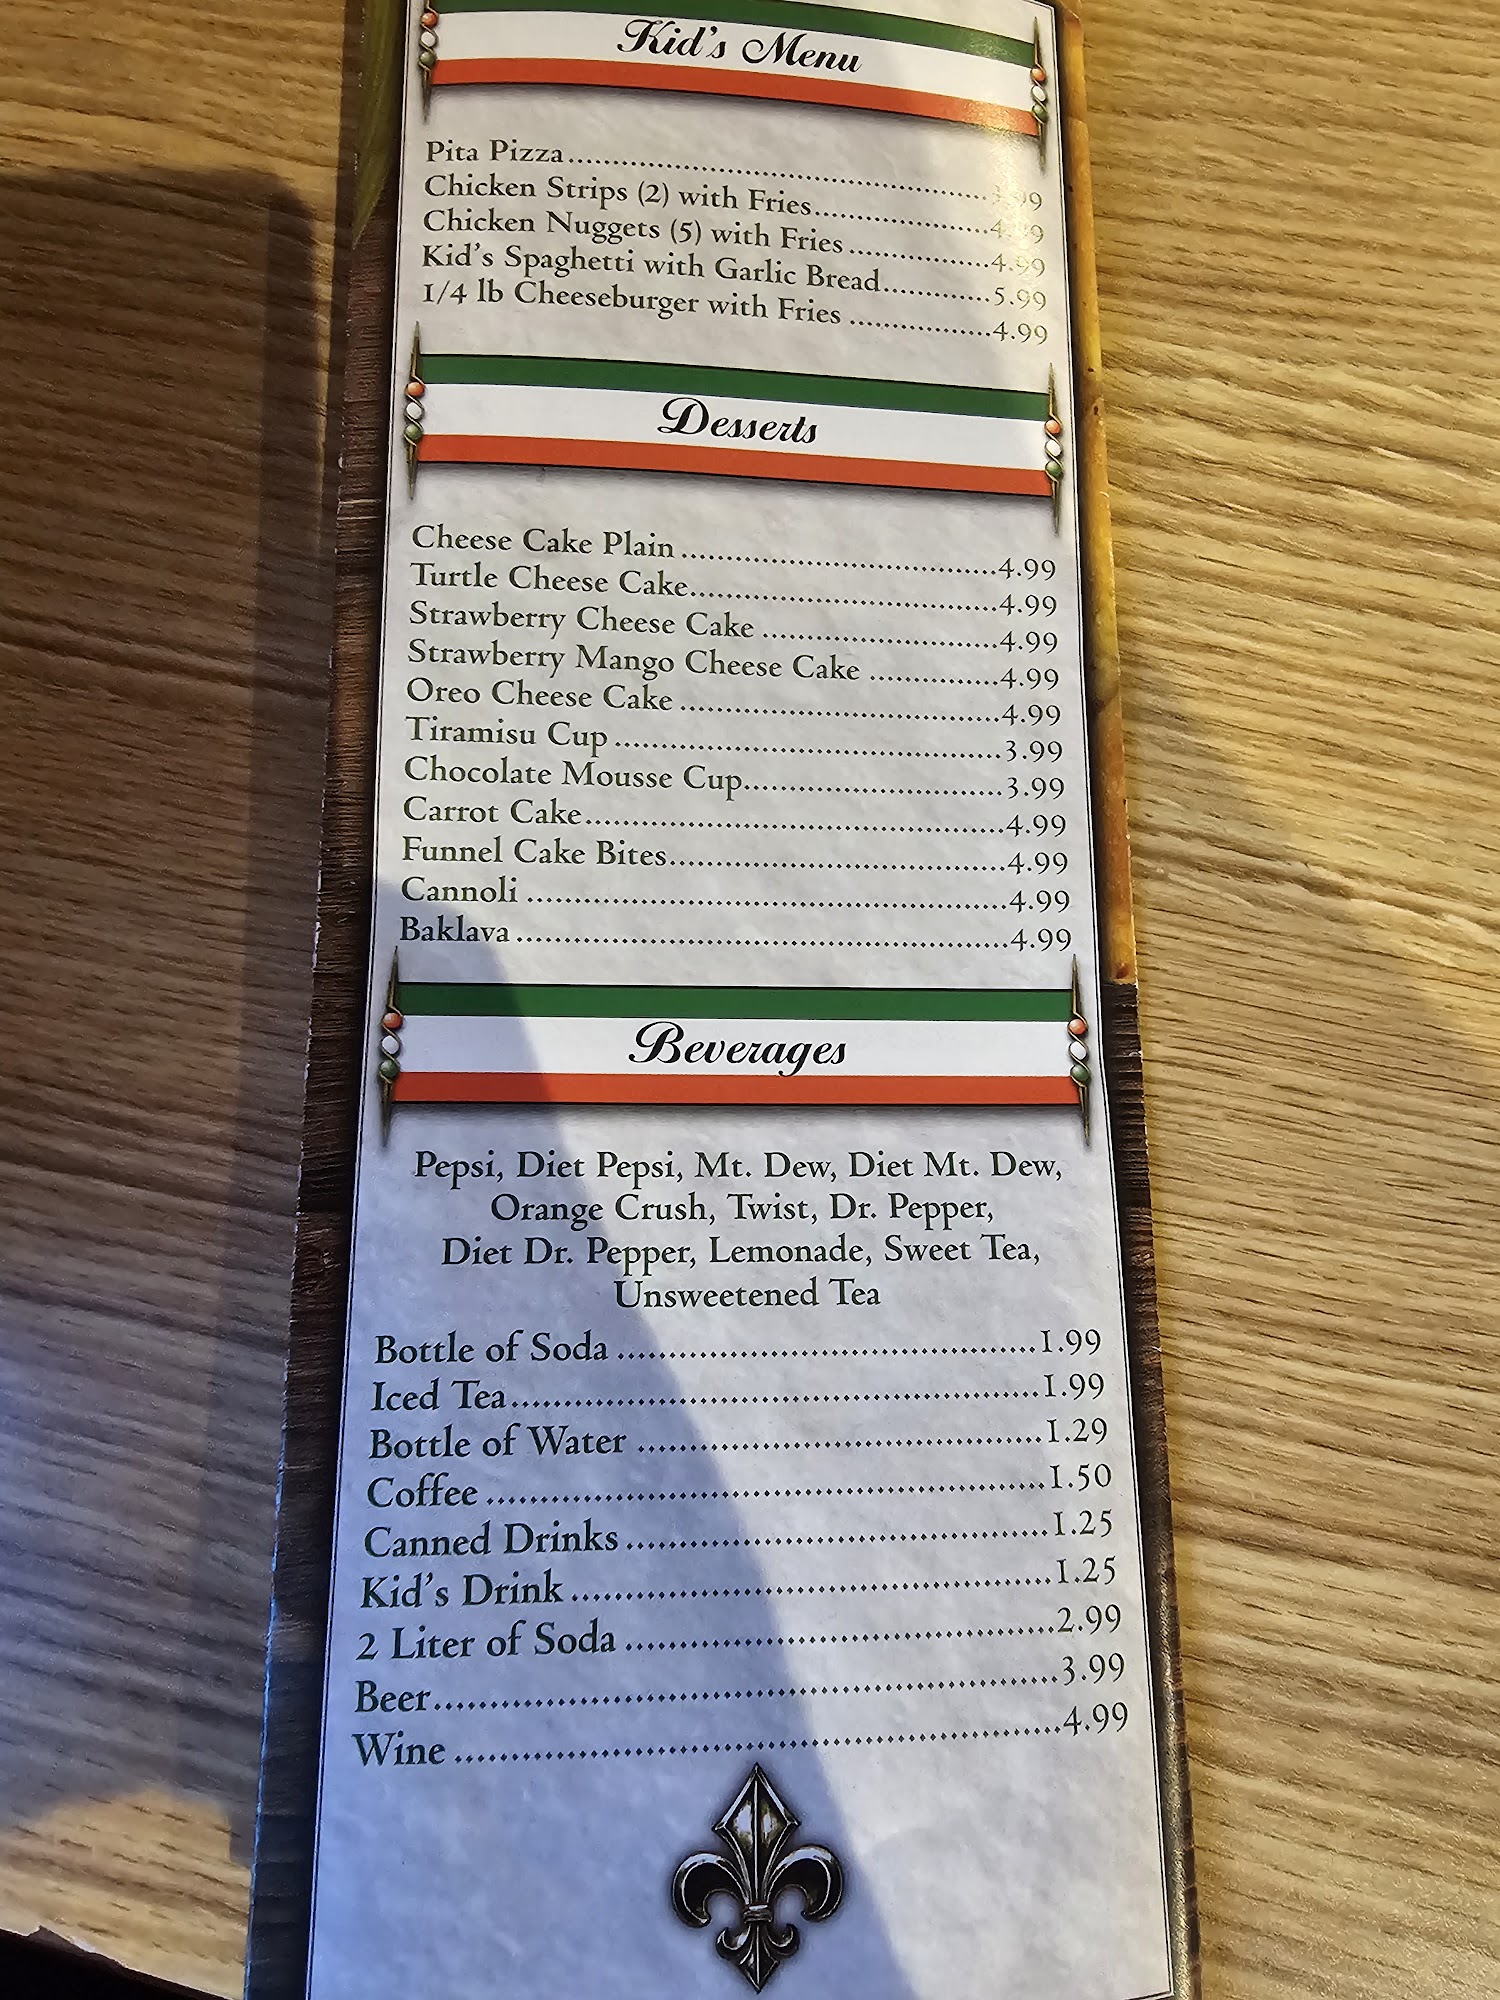 Kid's Menu
Pita Pizza
Chicken Strips (2) with Fries
Chicken Nuggets (5) with Fries 4.99
Kid's Spaghetti with Garlic Bread 5.99
1/4 lb Cheeseburger with Fries 4.99
Desserts
Cheese Cake Plain 4.99
Turtle Cheese Cake 4.99
Strawberry Cheese Cake 4.99
Strawberry Mango Cheese Cake 4.99
Oreo Cheese Cake 4.99
Tiramisu Cup 3.99
Chocolate Mousse Cup 3.99
Carrot Cake 4.99
Funnel Cake Bites 4.99
Cannoli 4.99
Baklava 4.99
Beverages
Pepsi, Diet Pepsi, Mt. Dew, Diet Mt. Dew,
Orange Crush, Twist, Dr. Pepper,
Diet Dr. Pepper, Lemonade, Sweet Tea,
Unsweetened Tea
Bottle of Soda 1.99
Iced Tea 1.99
Bottle of Water 1.29
Coffee 1.50
Canned Drinks 1.25
Kid's Drink 1.25
2 Liter of Soda 2.99
Beer 3.99
Wine 4.99